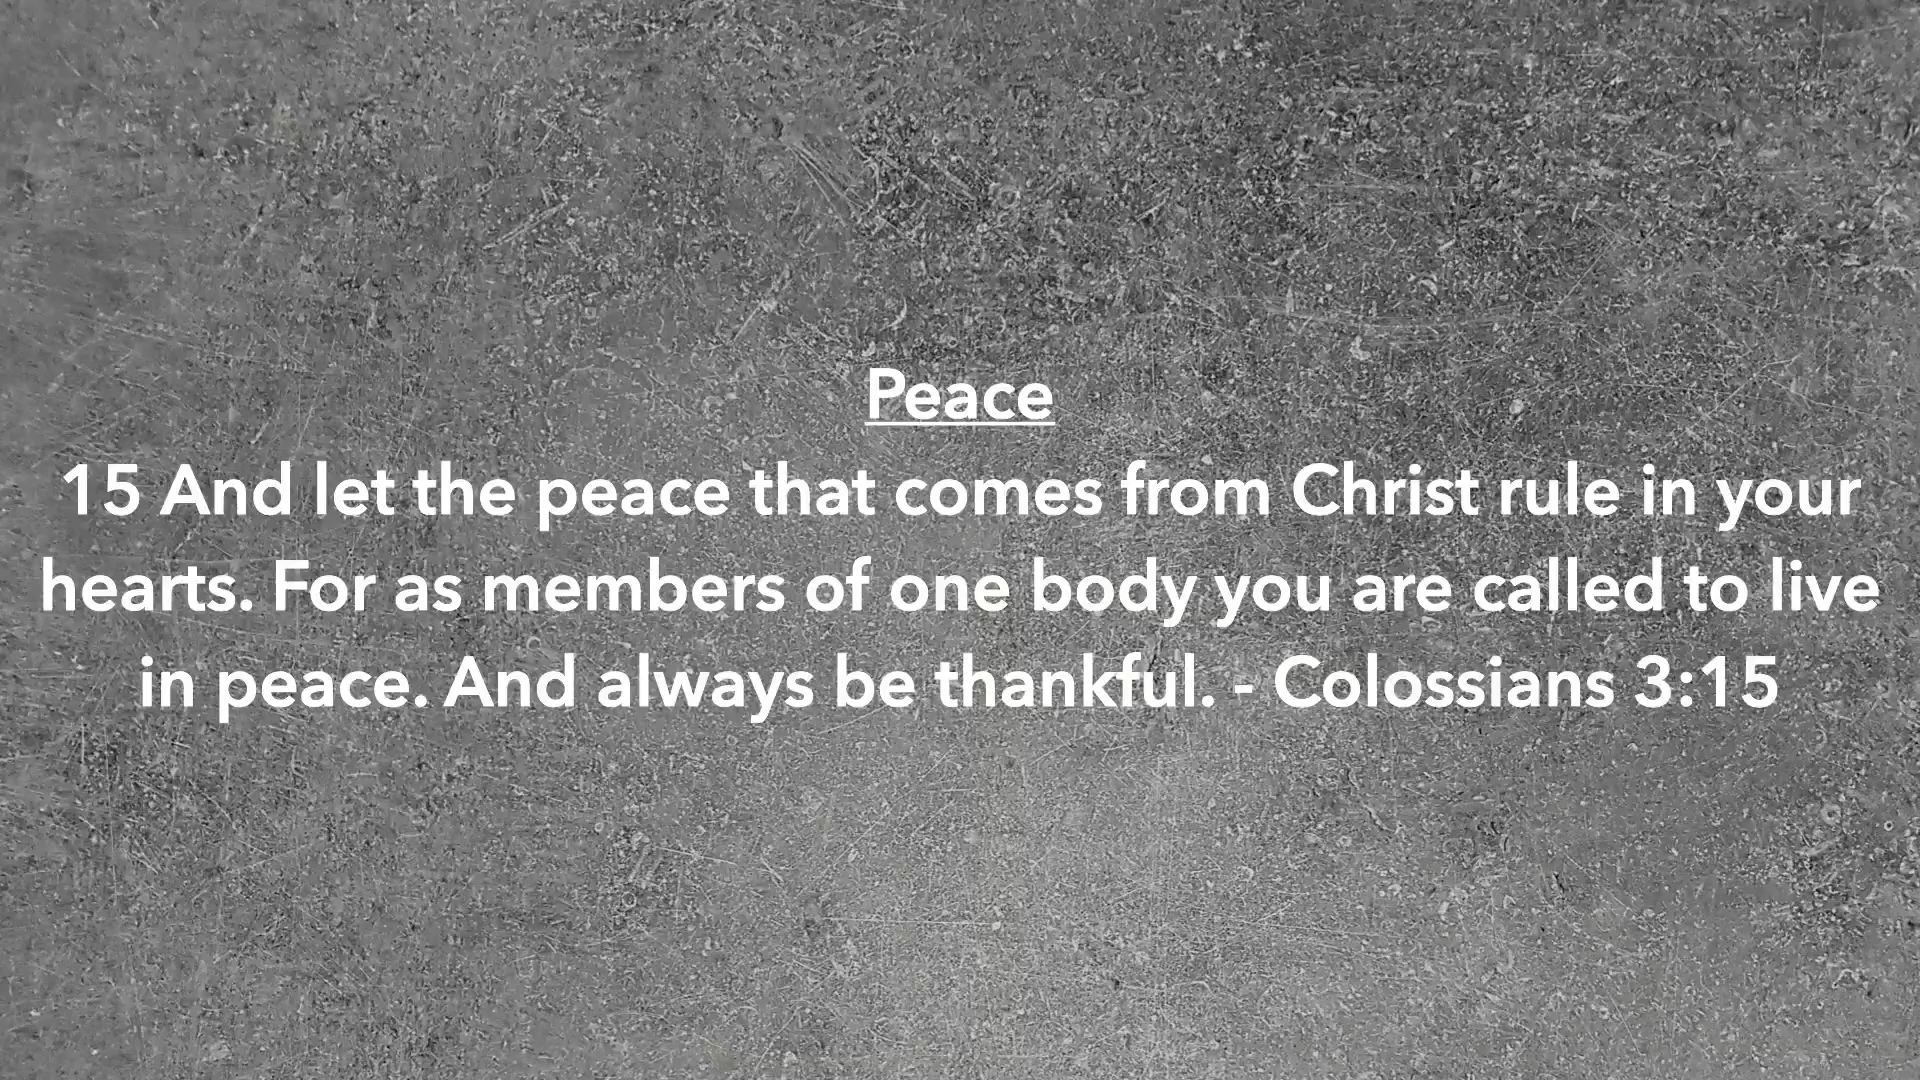 Peace
15 And let the peace that comes from Christ rule in your
hearts. For as members of one body you are called to live
in peace. And always be thankful. - Colossians 3:15